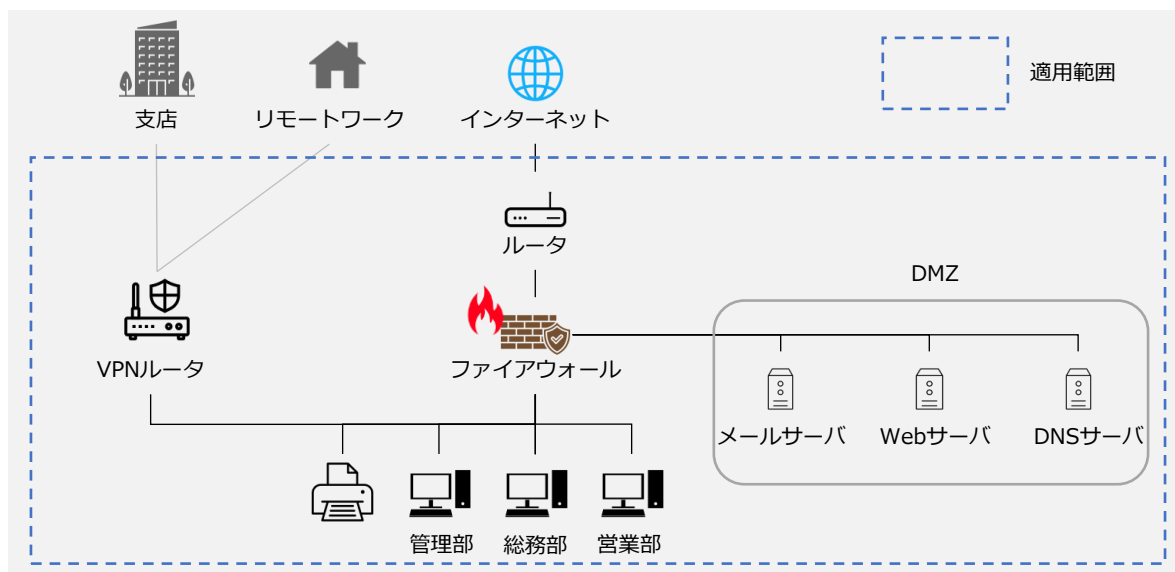 適用範囲
支店
リモートワーク
インターネット
ルータ
DMZ
VPNルータ
ファイアウォール
メールサーバ
Webサーバ
DNSサーバ
管理部
総務部
営業部